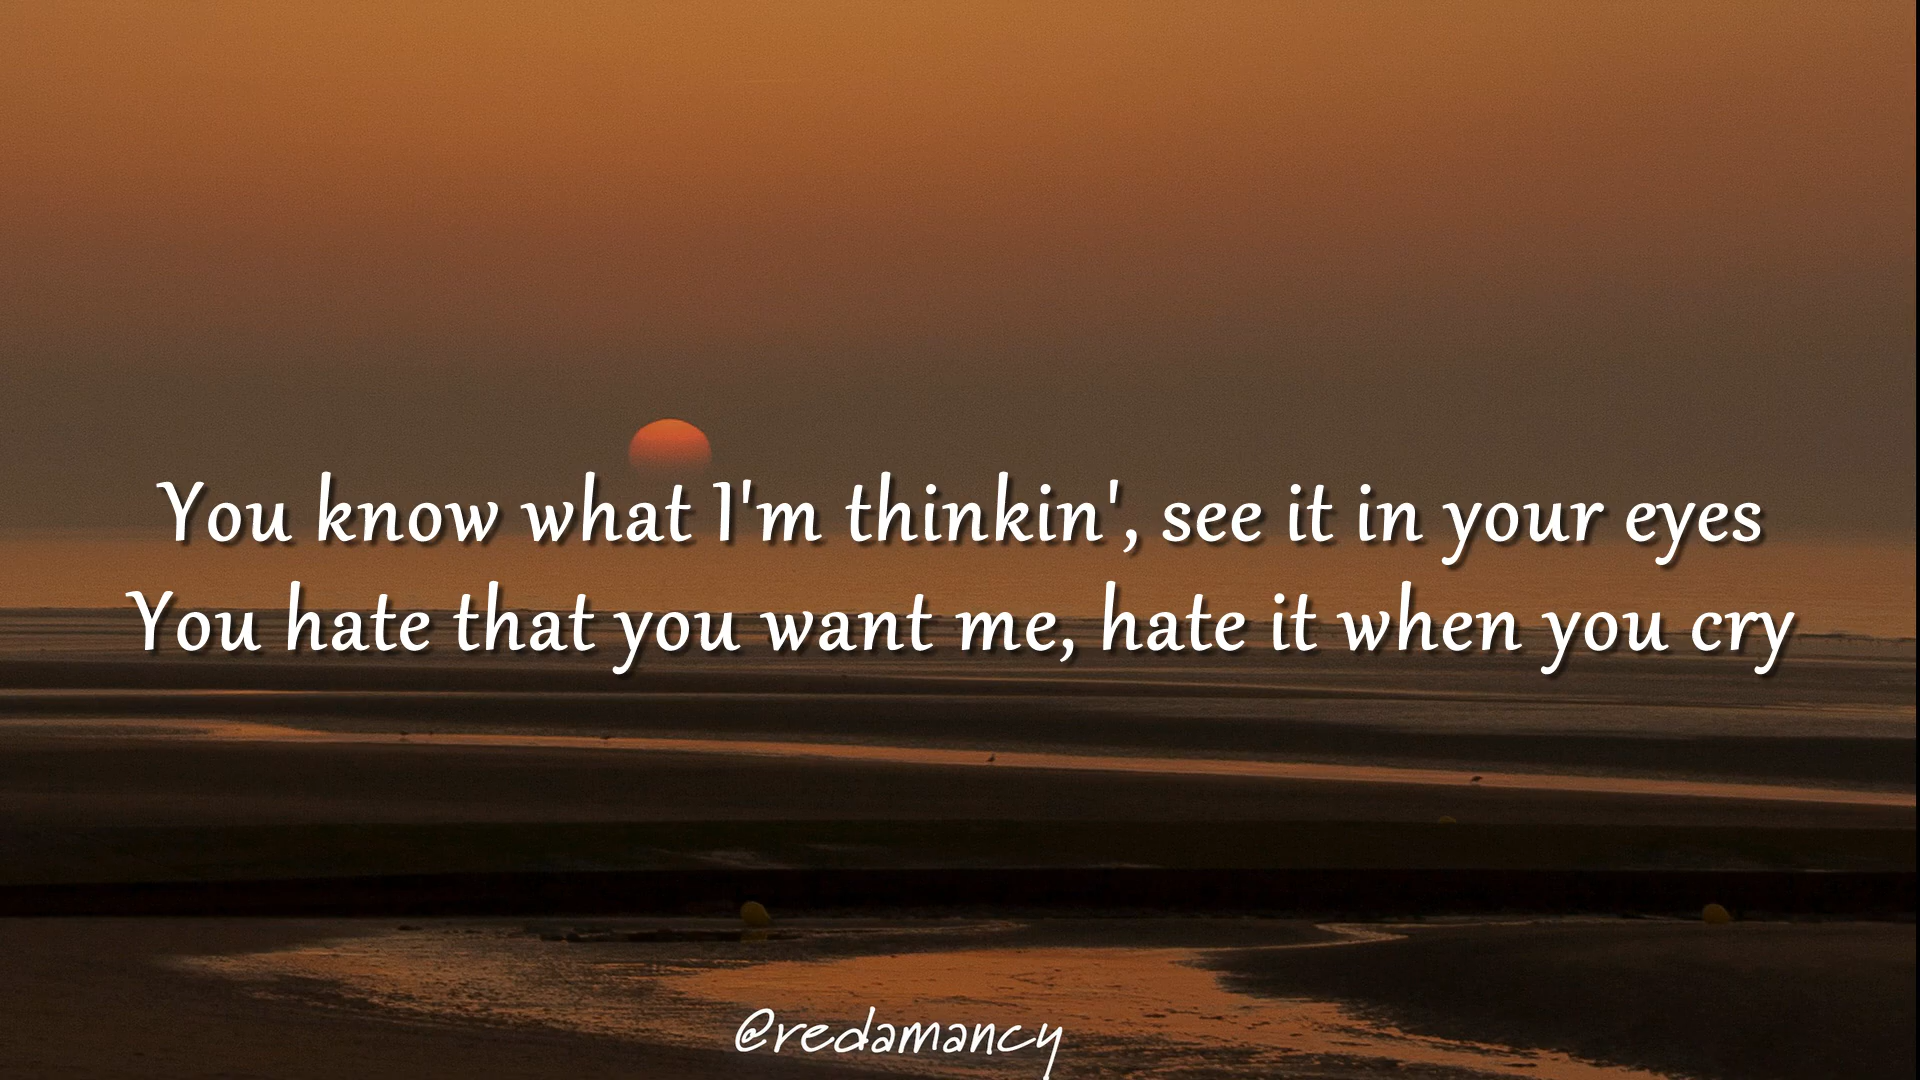 You know what I'm thinkin', see it in your eyes
You hate that you want me, hate it when you cry
@redamancy